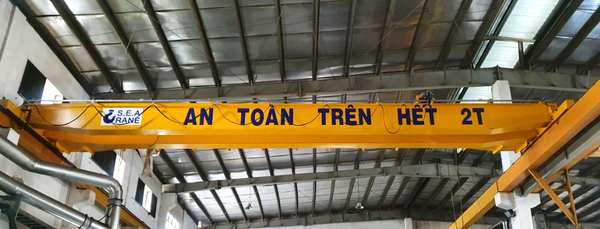 S.E.A
CRANE
AN TOÀN TRÊN HẾT 2T